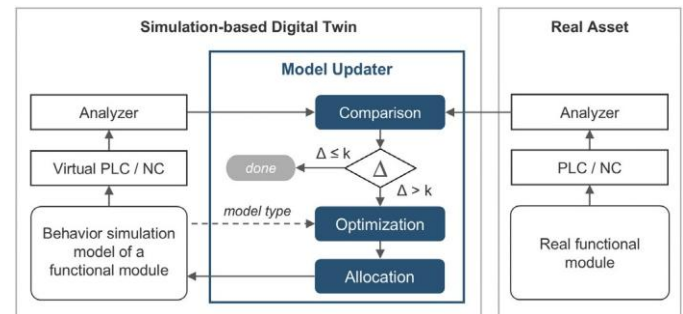 Simulation-based Digital Twin
Real Asset
Model Updater
Analyzer
Comparison
Analyzer
Virtual PLC / NC
done
Δ ≤ k
Δ
PLC / NC
Δ > k
Behavior simulation
model of a
functional module
model type
Optimization
Real functional
module
Allocation